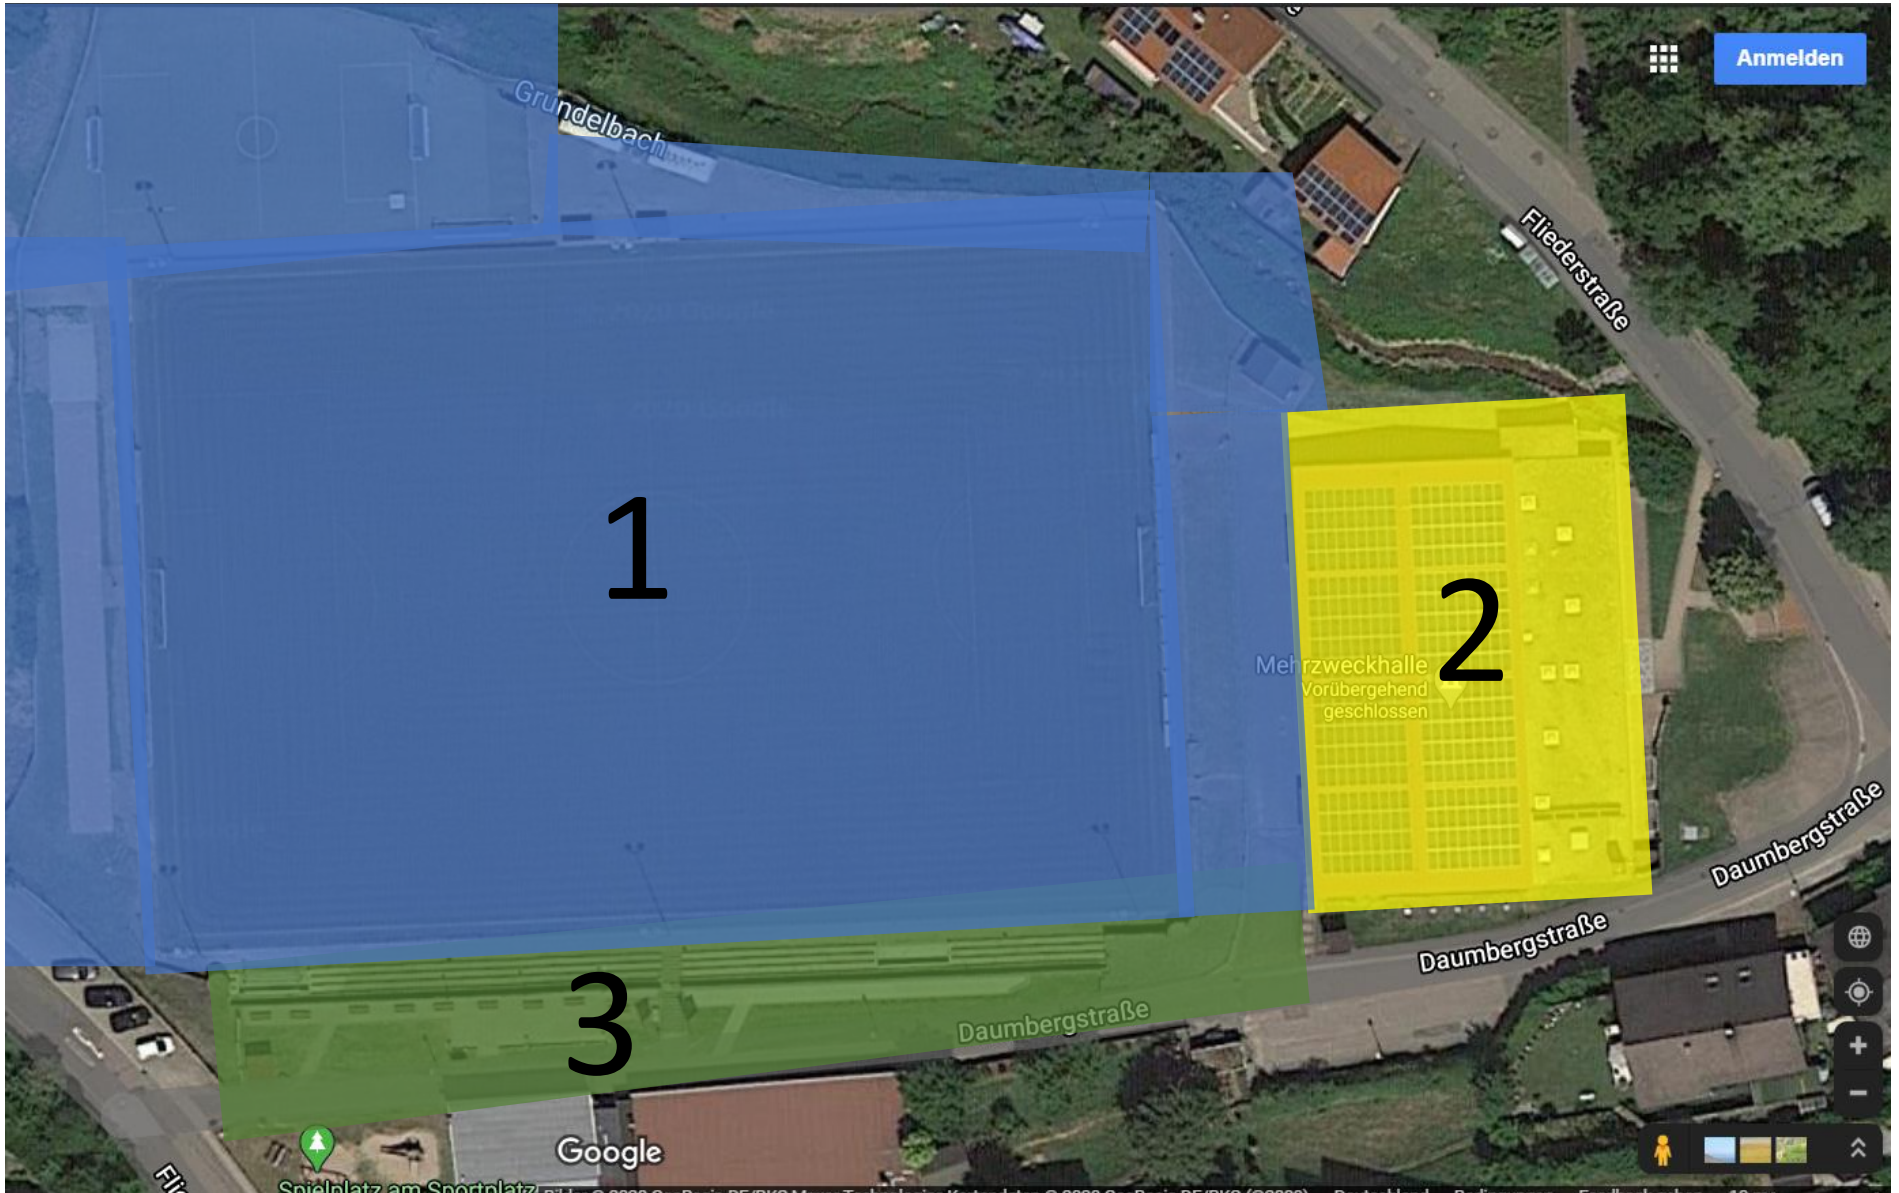 Anmelden
Grundelbach
Fliederstraße
1
2
Mehrzweckhalle
Vorübergehend
geschlossen
Daumbergstraße
Daumbergstraße
3
Daumbergstraße
Google
Spielplatz am Sportplatz